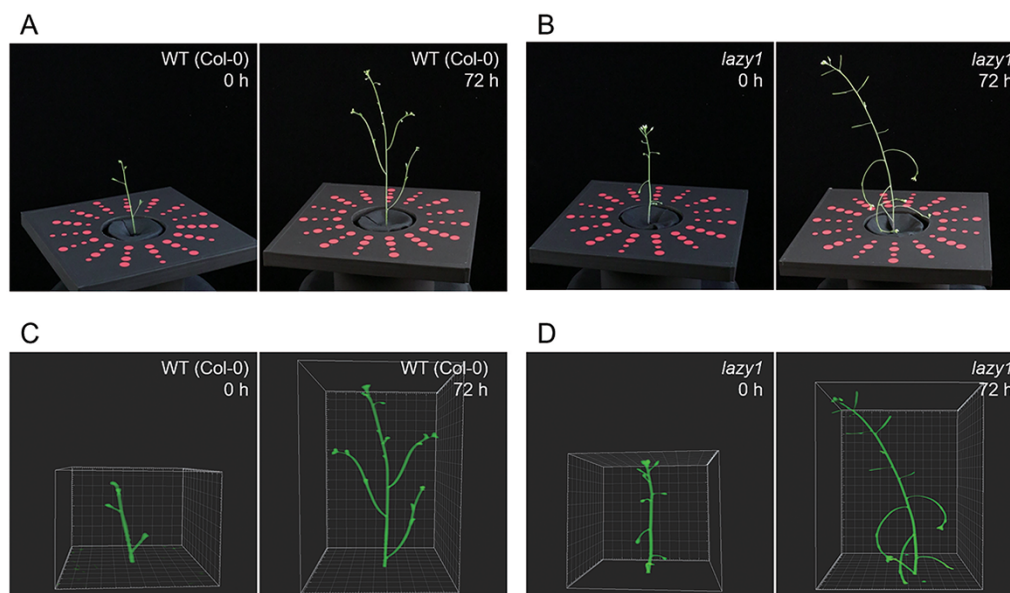 A
WT (Col-0)
0 h
WT (Col-0)
72 h
B
lazy1
0 h
lazy1
72 h
C
WT (Col-0)
0 h
WT (Col-0)
72 h
D
lazy1
0 h
lazy1
72 h